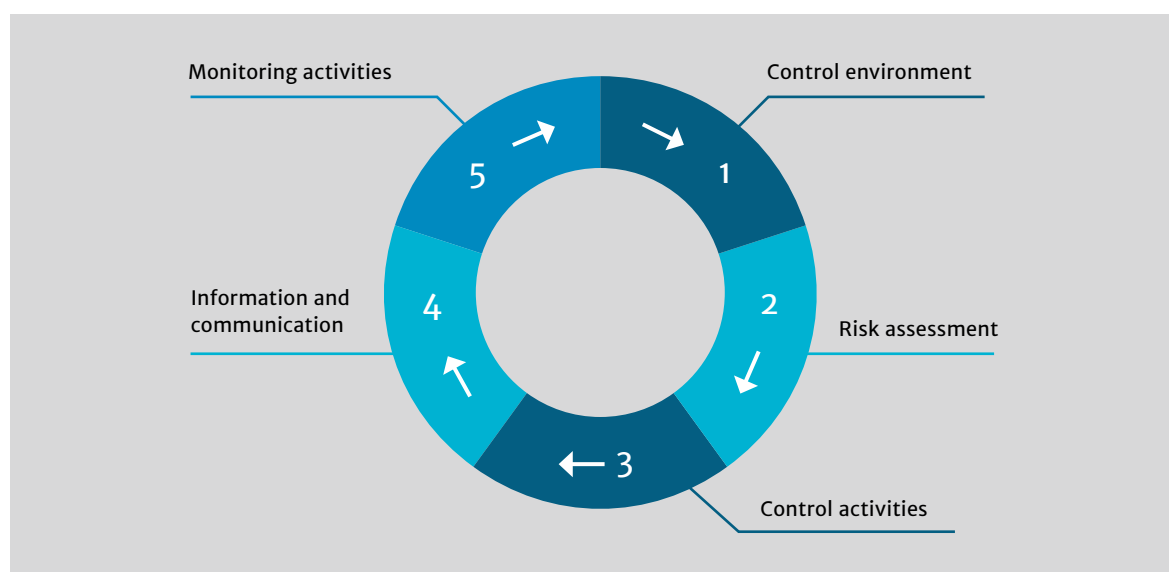 Monitoring activities
Control environment
5
1
Information and
communication
4
2
Risk assessment
3
Control activities